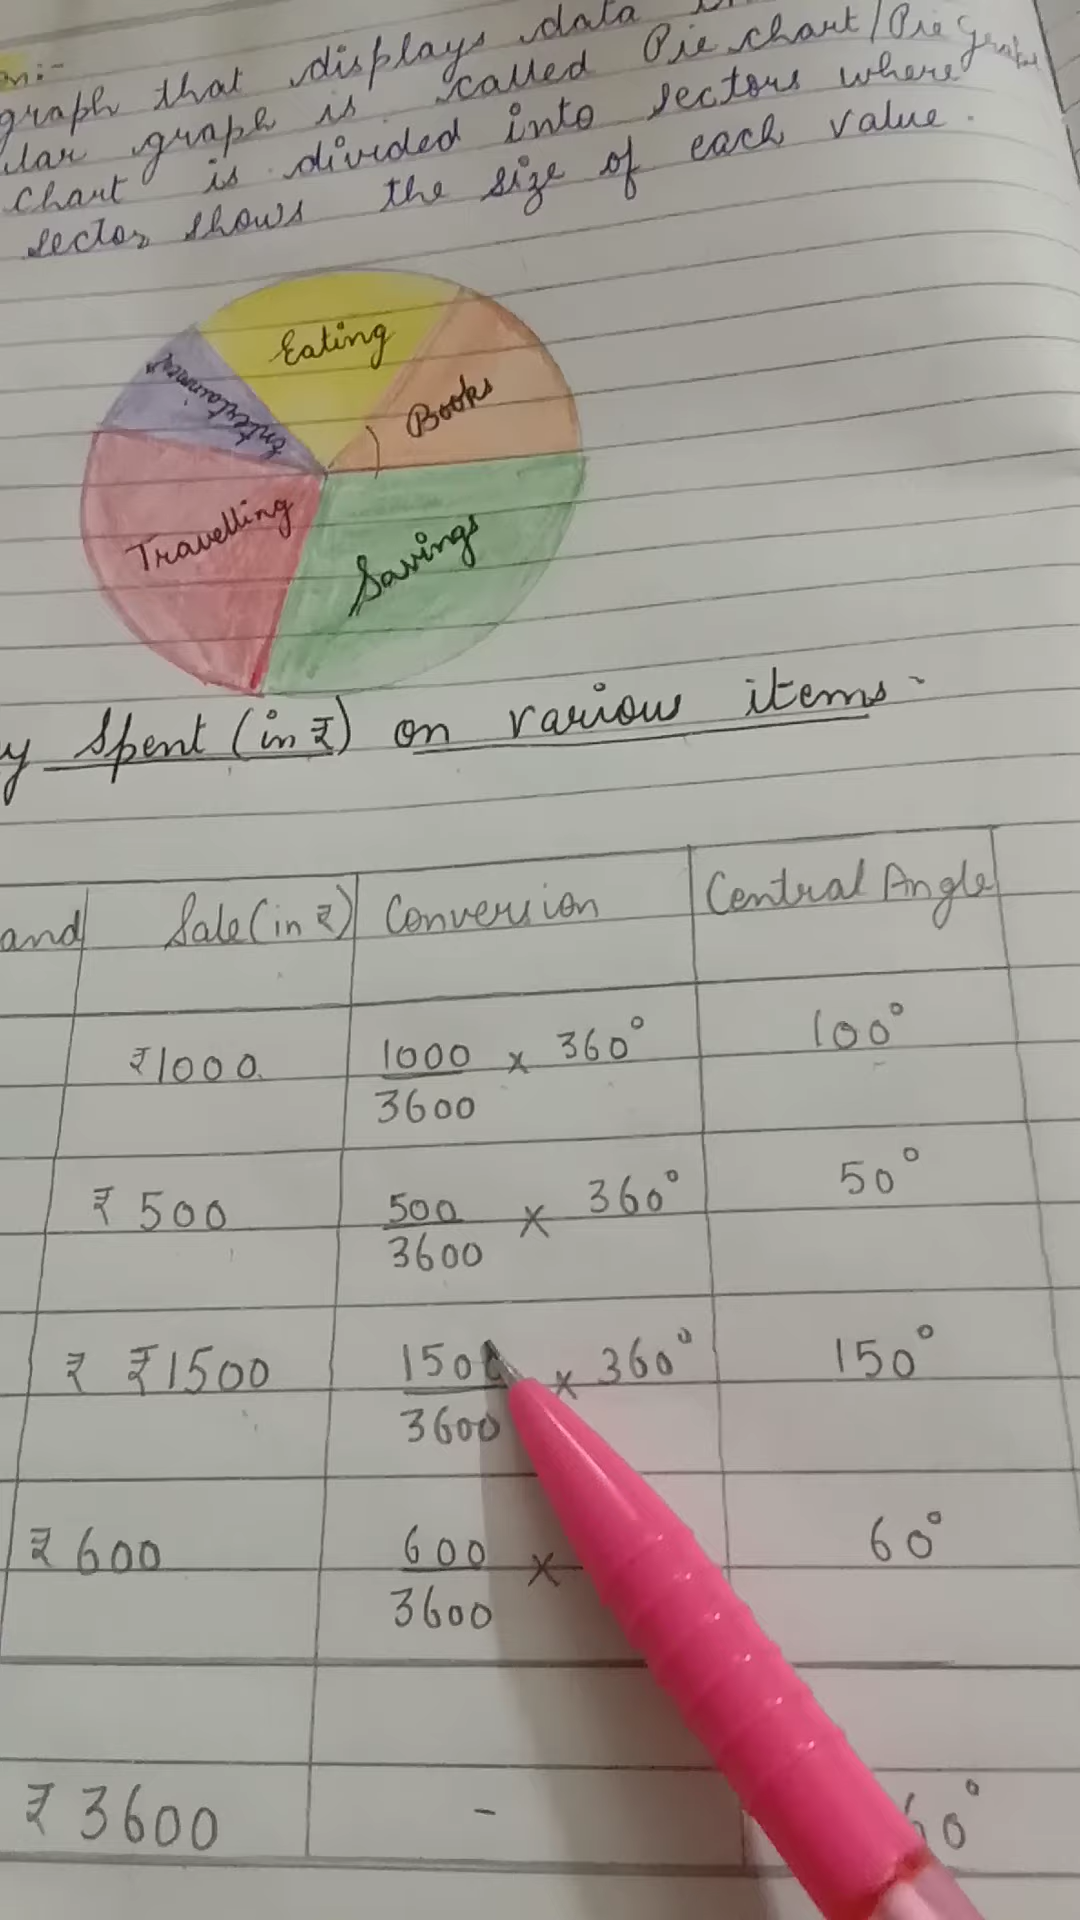 n:-
graph that displays data
lar graph is called Pie chart/Pie Graph
chart is divided into sectors where
sector shows the size of each value.
Eating
Books
Entertainment
Travelling
Savings
y Spent (in ₹) on various items.
and Sale (in ₹) Conversion Central Angle
₹1000 1000/3600 x 360° 100°
₹ 500 500/3600 x 360° 50°
₹ ₹1500 1500/3600 x 360° 150°
₹ 600 600/3600 x 60°
₹ 3600 - 60°